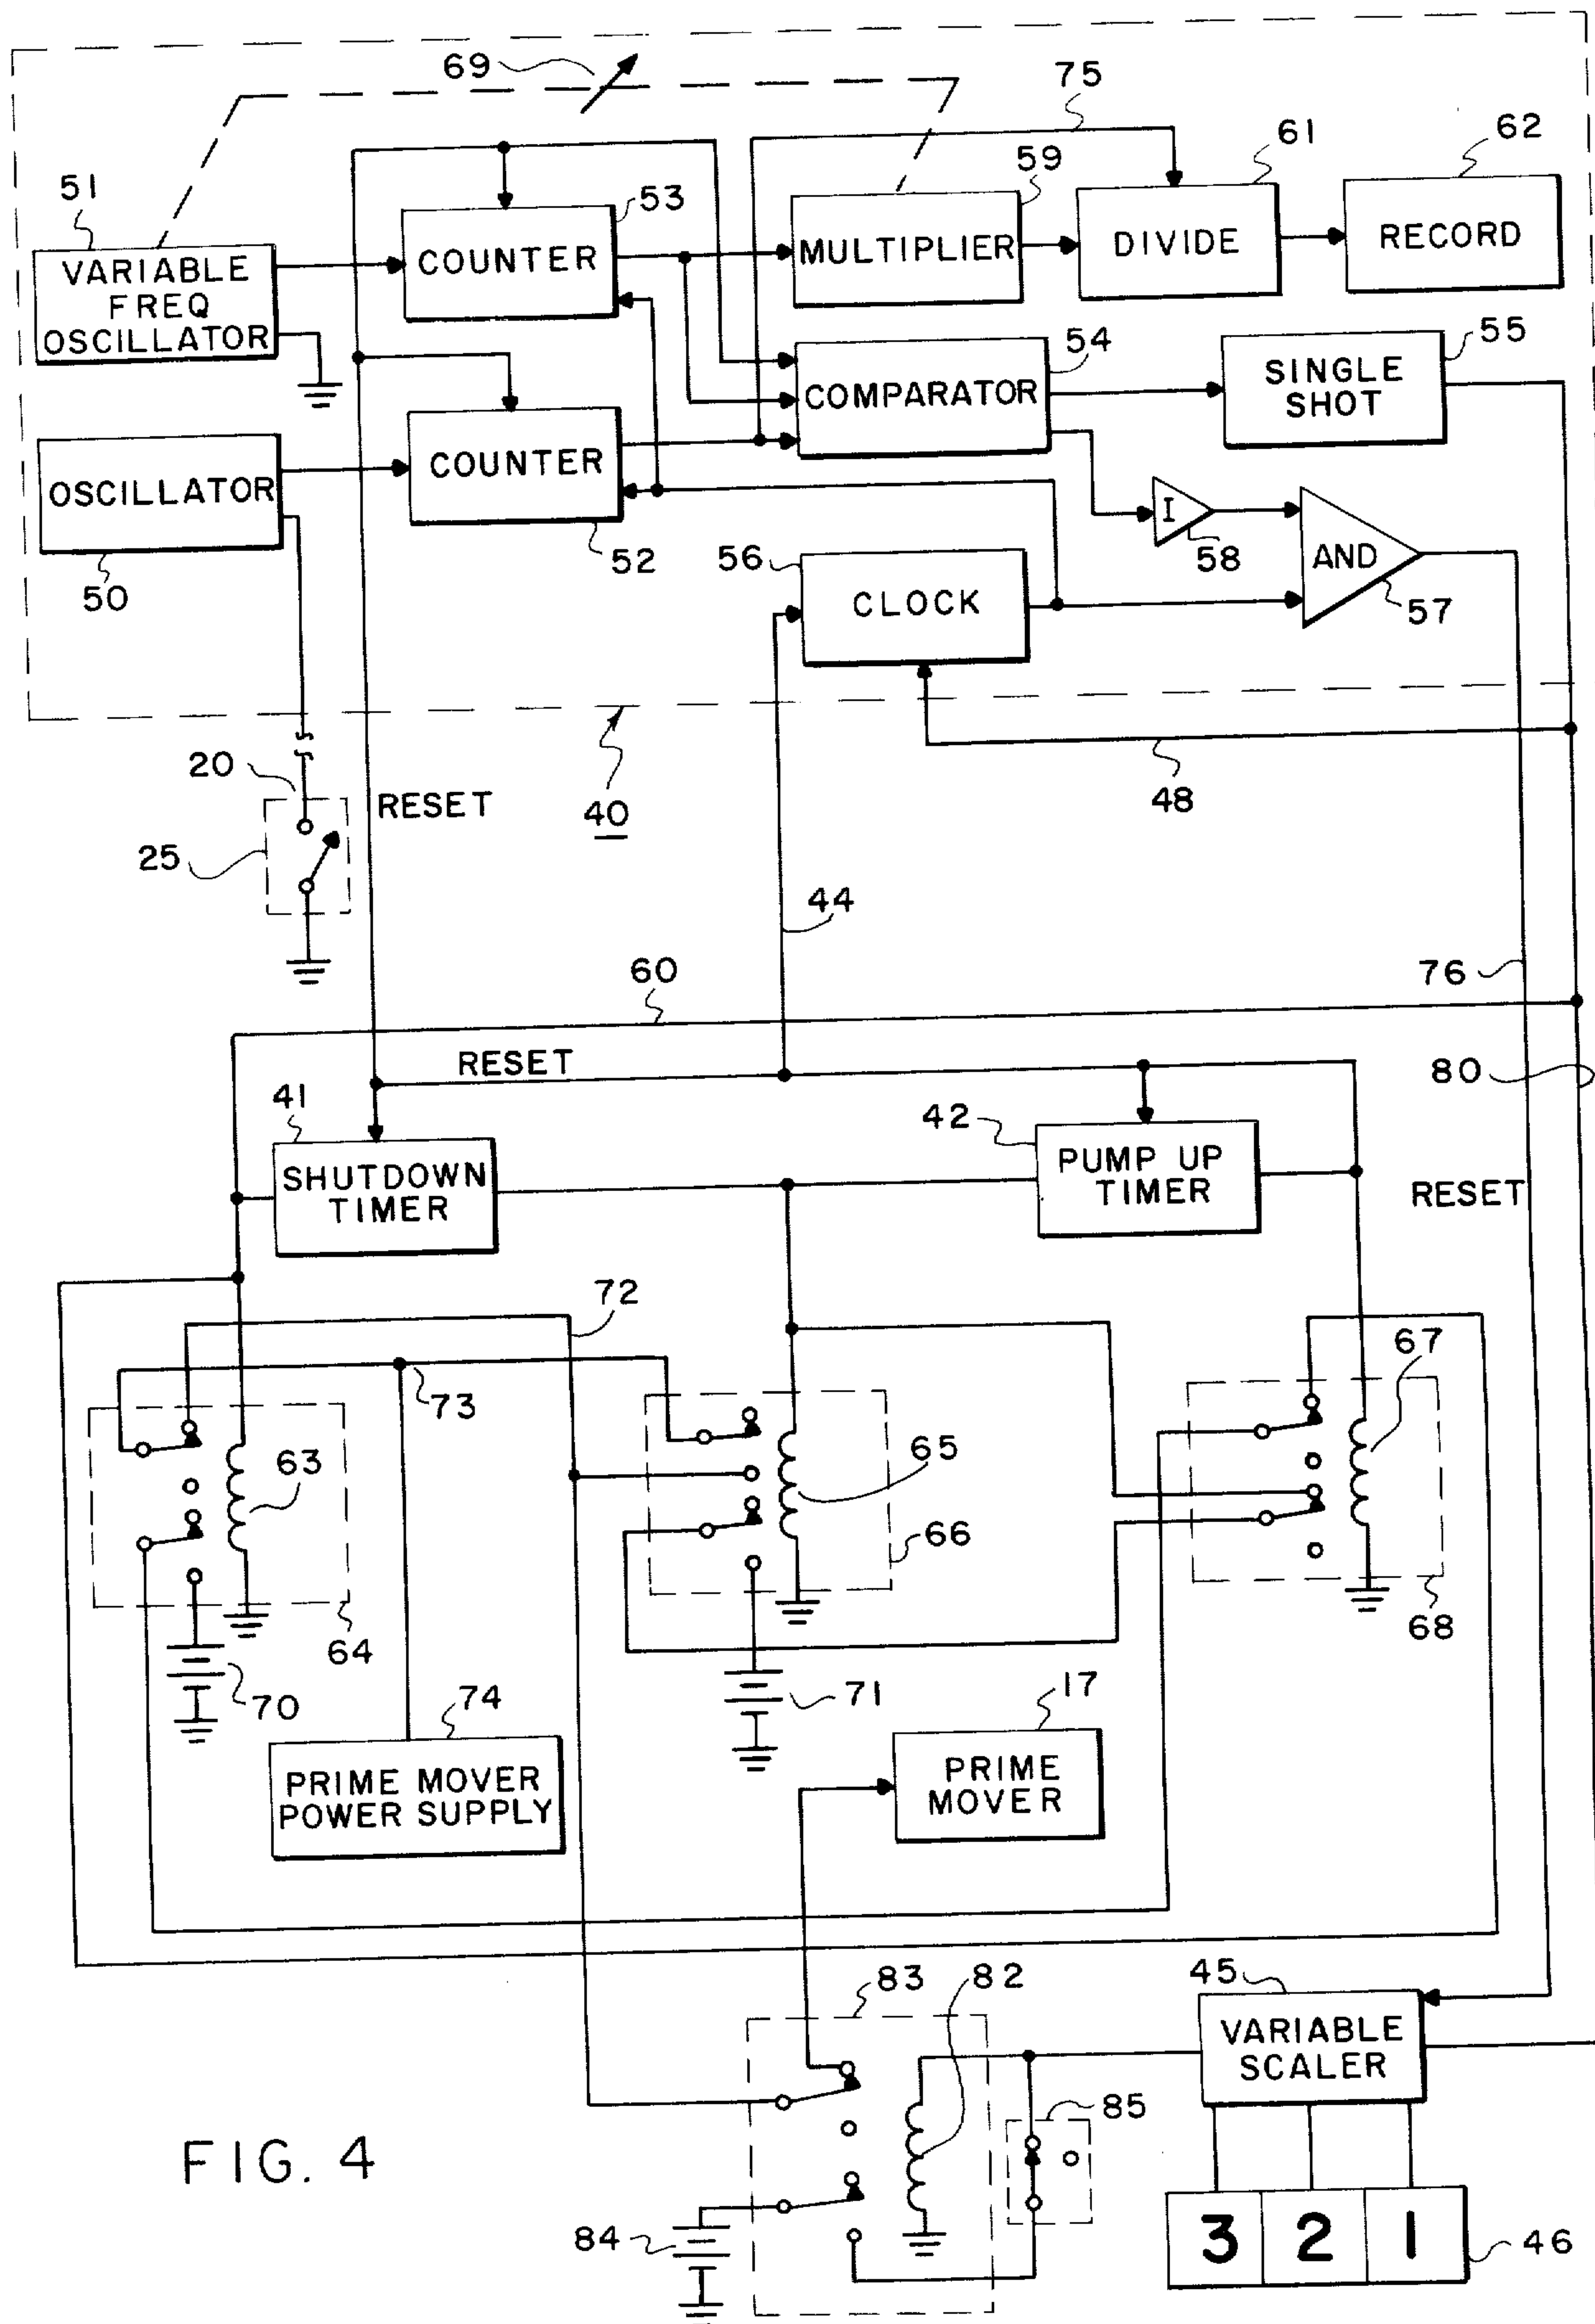 69
75
61
62
59
51
53
VARIABLE
FREQ
OSCILLATOR
COUNTER
MULTIPLIER
DIVIDE
RECORD
54
55
COMPARATOR
SINGLE
SHOT
OSCILLATOR
COUNTER
50
52
56
CLOCK
I
58
AND
57
20
RESET
40
48
25
44
60
76
RESET
80
41
42
SHUTDOWN
TIMER
PUMP UP
TIMER
RESET
72
73
67
63
65
66
64
68
70
71
74
17
PRIME MOVER
POWER SUPPLY
PRIME
MOVER
83
82
45
VARIABLE
SCALER
85
FIG. 4
84
3 2 1
46